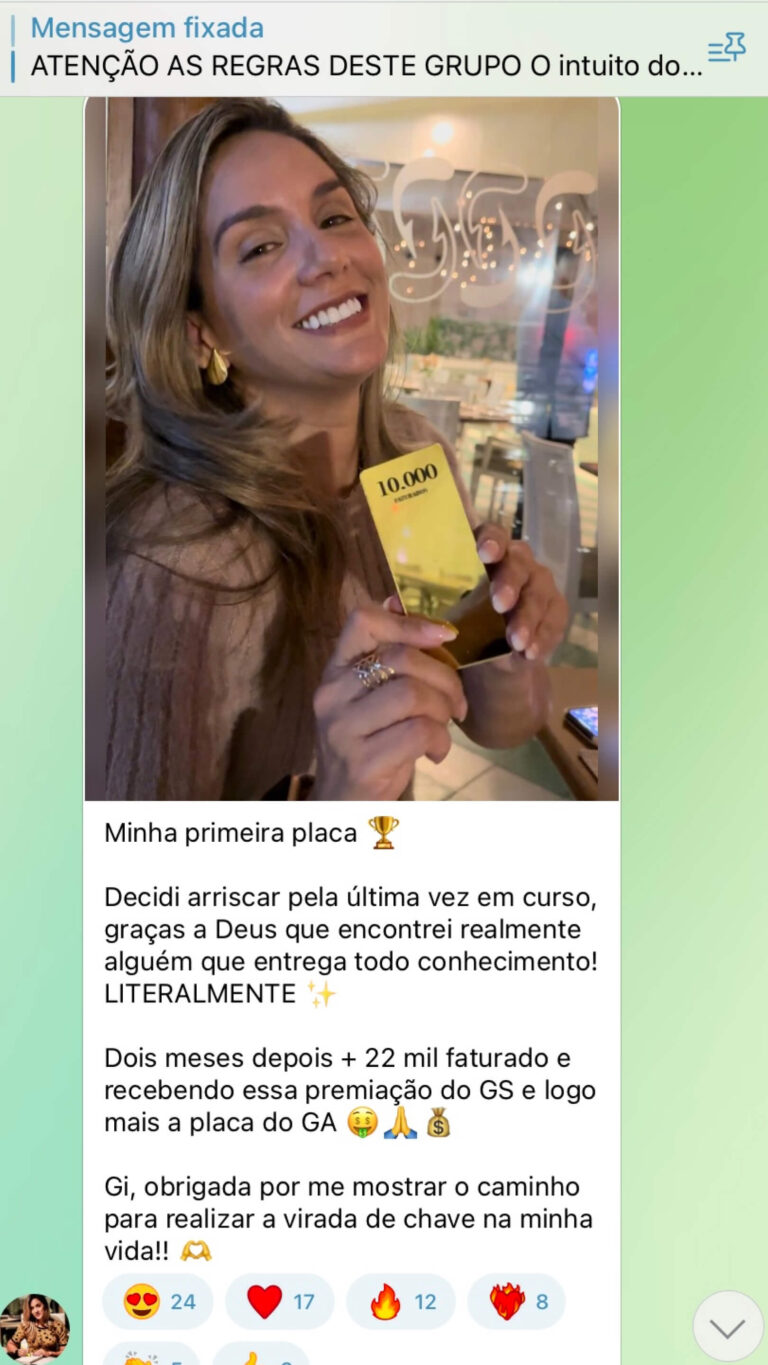 Mensagem fixada
ATENÇÃO AS REGRAS DESTE GRUPO O intuito do...
10.000
FATURADOS
Minha primeira placa 🏆
Decidi arriscar pela última vez em curso,
graças a Deus que encontrei realmente
alguém que entrega todo conhecimento!
LITERALMENTE ✨
Dois meses depois + 22 mil faturado e
recebendo essa premiação do GS e logo
mais a placa do GA 🤑🙏💰
Gi, obrigada por me mostrar o caminho
para realizar a virada de chave na minha
vida!! 🫶
😍 24 ❤️ 17 🔥 12 ❤️‍🔥 8